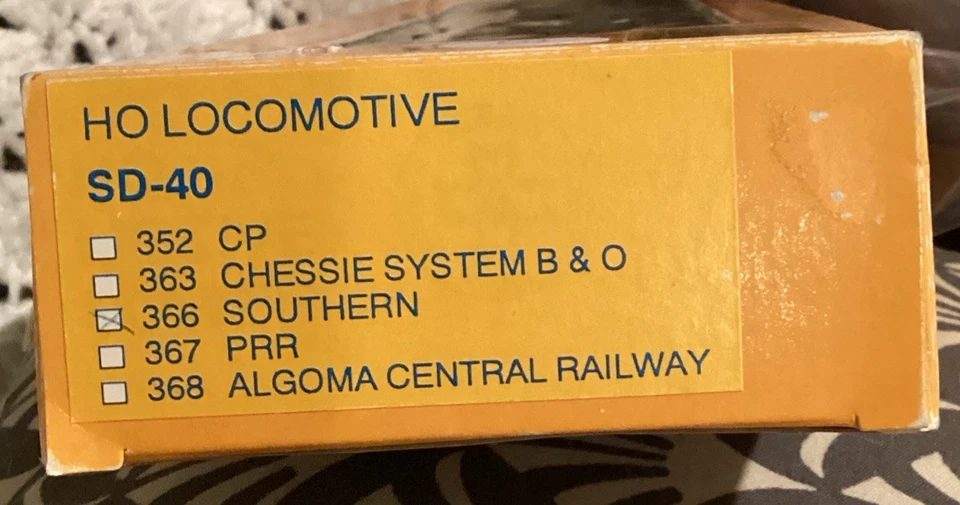 HO LOCOMOTIVE
SD-40
352 CP
363 CHESSIE SYSTEM B & O
366 SOUTHERN
367 PRR
368 ALGOMA CENTRAL RAILWAY